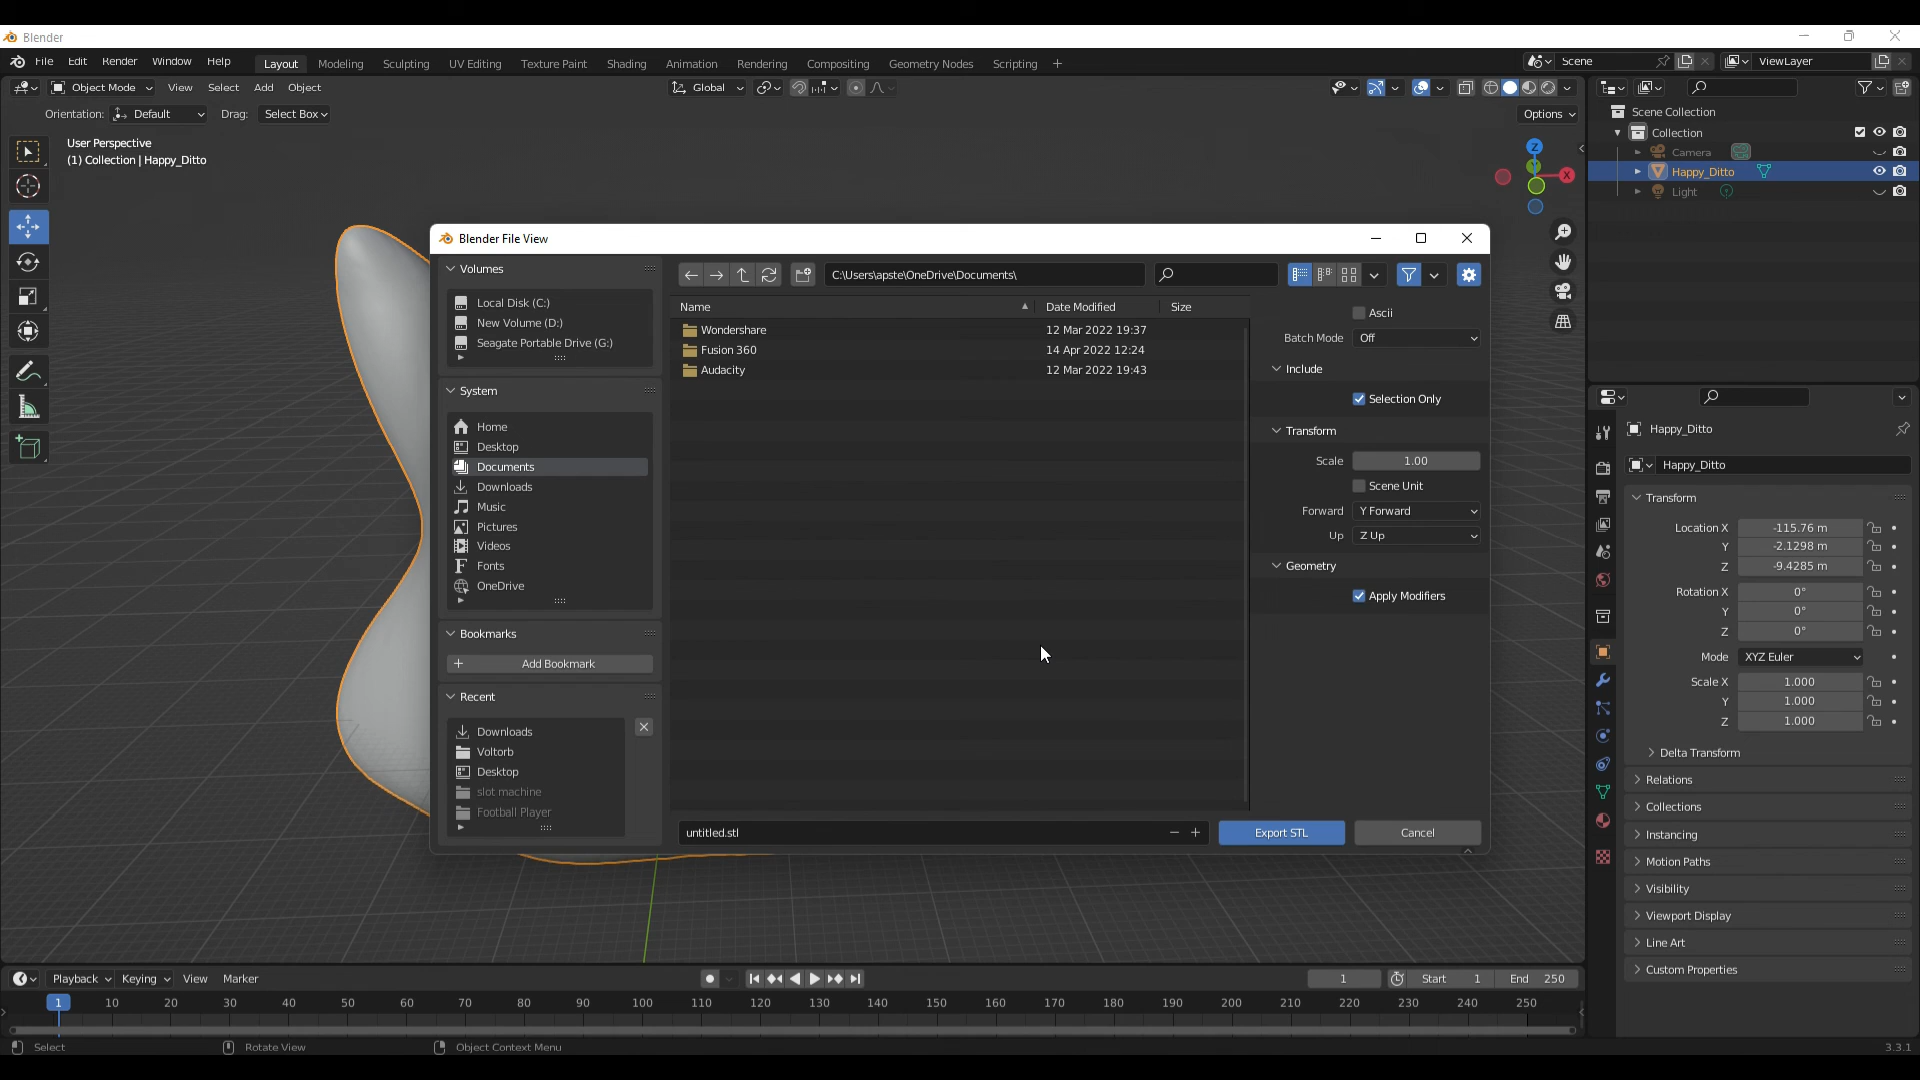 Blender
File Edit Render Window Help Layout Modeling Sculpting UV Editing Texture Paint Shading Animation Rendering Compositing Geometry Nodes Scripting + Scene ViewLayer
Object Mode View Select Add Object Global
Orientation: Default Drag: Select Box Options
User Perspective
(1) Collection | Happy_Ditto
Z
X
Scene Collection
Collection
Camera
Happy_Ditto
Light
Blender File View
Volumes
Local Disk (C:)
New Volume (D:)
Seagate Portable Drive (G:)
System
Home
Desktop
Documents
Downloads
Music
Pictures
Videos
Fonts
OneDrive
Bookmarks
+ Add Bookmark
Recent
Downloads
Voltorb
Desktop
slot machine
Football Player
C:\Users\apste\OneDrive\Documents\
Name Date Modified Size
Wondershare 12 Mar 2022 19:37
Fusion 360 14 Apr 2022 12:24
Audacity 12 Mar 2022 19:43
Ascii
Batch Mode Off
Include
Selection Only
Transform
Scale 1.00
Scene Unit
Forward Y Forward
Up Z Up
Geometry
Apply Modifiers
untitled.stl − + Export STL Cancel
Happy_Ditto
Happy_Ditto
Transform
Location X -115.76 m
Y -2.1298 m
Z -9.4285 m
Rotation X 0°
Y 0°
Z 0°
Mode XYZ Euler
Scale X 1.000
Y 1.000
Z 1.000
Delta Transform
Relations
Collections
Instancing
Motion Paths
Visibility
Viewport Display
Line Art
Custom Properties
Playback Keying View Marker 1 Start 1 End 250
1 10 20 30 40 50 60 70 80 90 100 110 120 130 140 150 160 170 180 190 200 210 220 230 240 250
Select Rotate View Object Context Menu 3.3.1